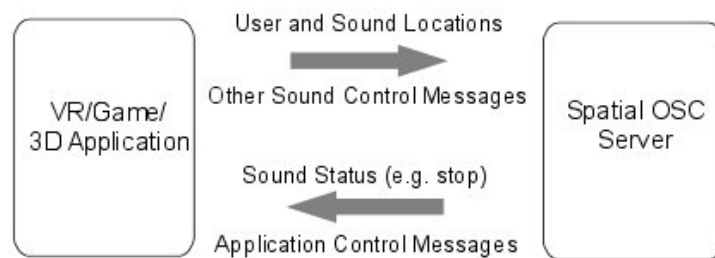 VR/Game/
3D Application
User and Sound Locations
Other Sound Control Messages
Sound Status (e.g. stop)
Application Control Messages
Spatial OSC
Server